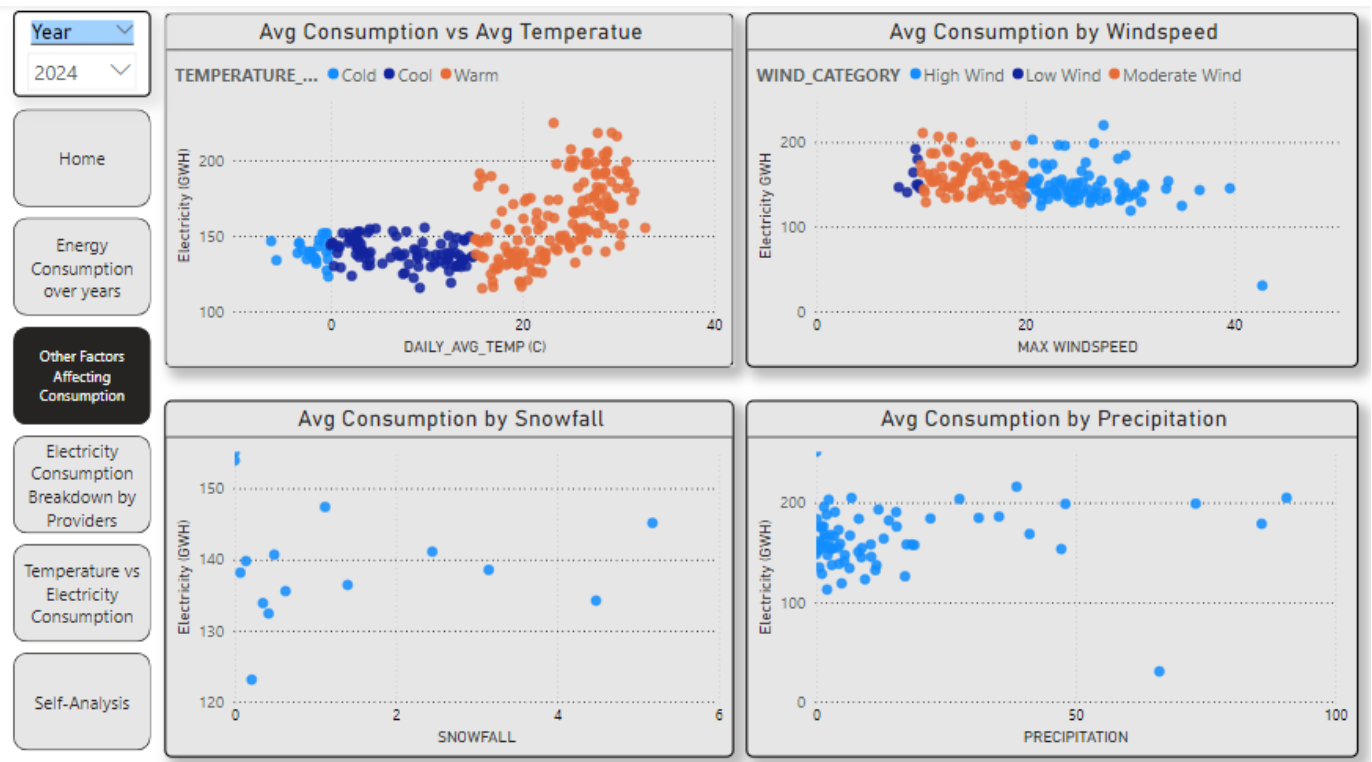 Year
2024
Home
Energy
Consumption
over years
Other Factors
Affecting
Consumption
Electricity
Consumption
Breakdown by
Providers
Temperature vs
Electricity
Consumption
Self-Analysis
Avg Consumption vs Avg Temperatue
TEMPERATURE_... Cold Cool Warm
Electricity (GWH)
200
150
100
0 20 40
DAILY_AVG_TEMP (C)
Avg Consumption by Windspeed
WIND_CATEGORY High Wind Low Wind Moderate Wind
Electricity GWH
200
100
0
0 20 40
MAX WINDSPEED
Avg Consumption by Snowfall
Electricity (GWH)
150
140
130
120
0 2 4 6
SNOWFALL
Avg Consumption by Precipitation
Electricity (GWH)
200
100
0
0 50 100
PRECIPITATION